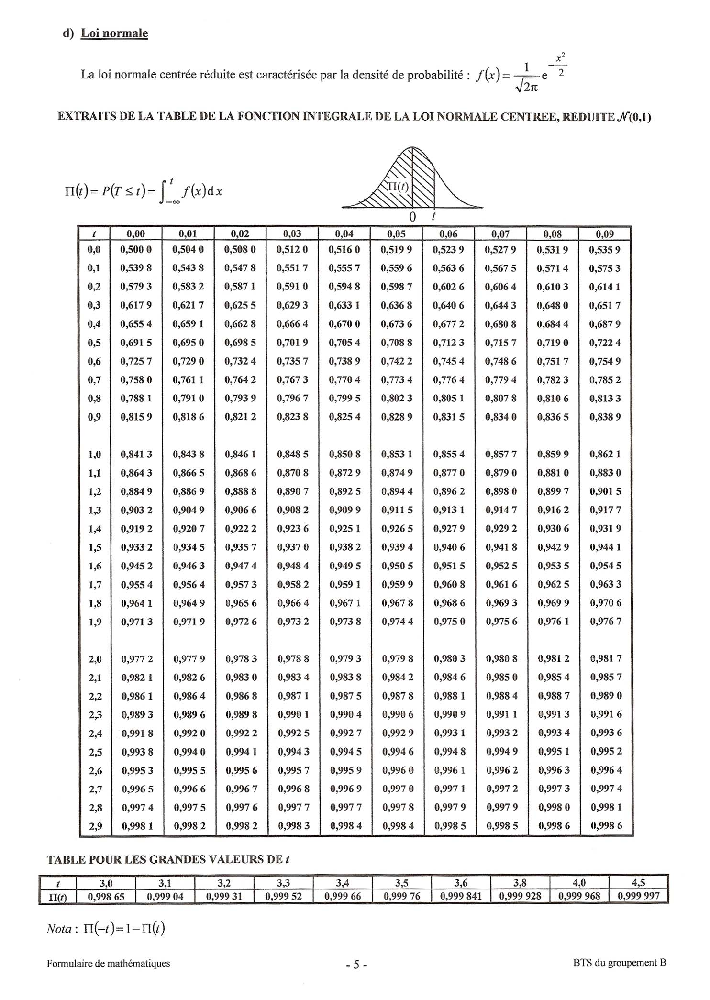 d) Loi normale
La loi normale centrée réduite est caractérisée par la densité de probabilité : f(x) = 1/√2π e^(-x²/2)
EXTRAITS DE LA TABLE DE LA FONCTION INTEGRALE DE LA LOI NORMALE CENTREE, REDUITE 𝒩(0,1)
Π(t) = P(T ≤ t) = ∫_{-∞}^{t} f(x)dx
Π(t)
0 t
t 0,00 0,01 0,02 0,03 0,04 0,05 0,06 0,07 0,08 0,09
0,0 0,500 0 0,504 0 0,508 0 0,512 0 0,516 0 0,519 9 0,523 9 0,527 9 0,531 9 0,535 9
0,1 0,539 8 0,543 8 0,547 8 0,551 7 0,555 7 0,559 6 0,563 6 0,567 5 0,571 4 0,575 3
0,2 0,579 3 0,583 2 0,587 1 0,591 0 0,594 8 0,598 7 0,602 6 0,606 4 0,610 3 0,614 1
0,3 0,617 9 0,621 7 0,625 5 0,629 3 0,633 1 0,636 8 0,640 6 0,644 3 0,648 0 0,651 7
0,4 0,655 4 0,659 1 0,662 8 0,666 4 0,670 0 0,673 6 0,677 2 0,680 8 0,684 4 0,687 9
0,5 0,691 5 0,695 0 0,698 5 0,701 9 0,705 4 0,708 8 0,712 3 0,715 7 0,719 0 0,722 4
0,6 0,725 7 0,729 0 0,732 4 0,735 7 0,738 9 0,742 2 0,745 4 0,748 6 0,751 7 0,754 9
0,7 0,758 0 0,761 1 0,764 2 0,767 3 0,770 4 0,773 4 0,776 4 0,779 4 0,782 3 0,785 2
0,8 0,788 1 0,791 0 0,793 9 0,796 7 0,799 5 0,802 3 0,805 1 0,807 8 0,810 6 0,813 3
0,9 0,815 9 0,818 6 0,821 2 0,823 8 0,825 4 0,828 9 0,831 5 0,834 0 0,836 5 0,838 9
1,0 0,841 3 0,843 8 0,846 1 0,848 5 0,850 8 0,853 1 0,855 4 0,857 7 0,859 9 0,862 1
1,1 0,864 3 0,866 5 0,868 6 0,870 8 0,872 9 0,874 9 0,877 0 0,879 0 0,881 0 0,883 0
1,2 0,884 9 0,886 9 0,888 8 0,890 7 0,892 5 0,894 4 0,896 2 0,898 0 0,899 7 0,901 5
1,3 0,903 2 0,904 9 0,906 6 0,908 2 0,909 9 0,911 5 0,913 1 0,914 7 0,916 2 0,917 7
1,4 0,919 2 0,920 7 0,922 2 0,923 6 0,925 1 0,926 5 0,927 9 0,929 2 0,930 6 0,931 9
1,5 0,933 2 0,934 5 0,935 7 0,937 0 0,938 2 0,939 4 0,940 6 0,941 8 0,942 9 0,944 1
1,6 0,945 2 0,946 3 0,947 4 0,948 4 0,949 5 0,950 5 0,951 5 0,952 5 0,953 5 0,954 5
1,7 0,955 4 0,956 4 0,957 3 0,958 2 0,959 1 0,959 9 0,960 8 0,961 6 0,962 5 0,963 3
1,8 0,964 1 0,964 9 0,965 6 0,966 4 0,967 1 0,967 8 0,968 6 0,969 3 0,969 9 0,970 6
1,9 0,971 3 0,971 9 0,972 6 0,973 2 0,973 8 0,974 4 0,975 0 0,975 6 0,976 1 0,976 7
2,0 0,977 2 0,977 9 0,978 3 0,978 8 0,979 3 0,979 8 0,980 3 0,980 8 0,981 2 0,981 7
2,1 0,982 1 0,982 6 0,983 0 0,983 4 0,983 8 0,984 2 0,984 6 0,985 0 0,985 4 0,985 7
2,2 0,986 1 0,986 4 0,986 8 0,987 1 0,987 5 0,987 8 0,988 1 0,988 4 0,988 7 0,989 0
2,3 0,989 3 0,989 6 0,989 8 0,990 1 0,990 4 0,990 6 0,990 9 0,991 1 0,991 3 0,991 6
2,4 0,991 8 0,992 0 0,992 2 0,992 5 0,992 7 0,992 9 0,993 1 0,993 2 0,993 4 0,993 6
2,5 0,993 8 0,994 0 0,994 1 0,994 3 0,994 5 0,994 6 0,994 8 0,994 9 0,995 1 0,995 2
2,6 0,995 3 0,995 5 0,995 6 0,995 7 0,995 9 0,996 0 0,996 1 0,996 2 0,996 3 0,996 4
2,7 0,996 5 0,996 6 0,996 7 0,996 8 0,996 9 0,997 0 0,997 1 0,997 2 0,997 3 0,997 4
2,8 0,997 4 0,997 5 0,997 6 0,997 7 0,997 7 0,997 8 0,997 9 0,997 9 0,998 0 0,998 1
2,9 0,998 1 0,998 2 0,998 2 0,998 3 0,998 4 0,998 4 0,998 5 0,998 5 0,998 6 0,998 6
TABLE POUR LES GRANDES VALEURS DE t
t 3,0 3,1 3,2 3,3 3,4 3,5 3,6 3,8 4,0 4,5
Π(t) 0,998 65 0,999 04 0,999 31 0,999 52 0,999 66 0,999 76 0,999 841 0,999 928 0,999 968 0,999 997
Nota : Π(−t)=1−Π(t)
Formulaire de mathématiques - 5 - BTS du groupement B